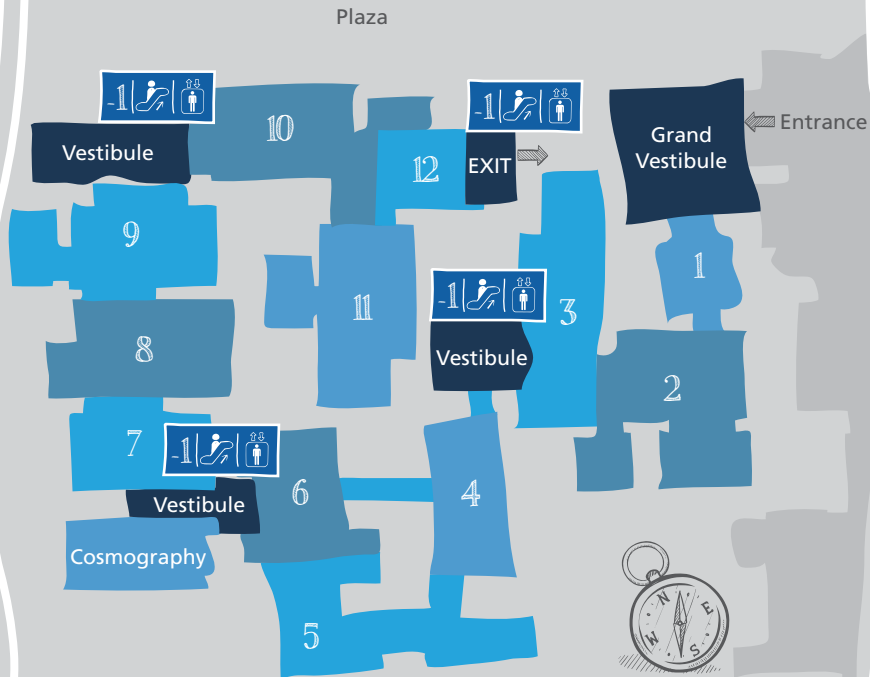 Plaza
-1
Vestibule
10
-1
12
EXIT
Grand
Vestibule
Entrance
9
1
11
-1
3
Vestibule
8
2
7
-1
6
4
Vestibule
Cosmography
5
N
E
W
S